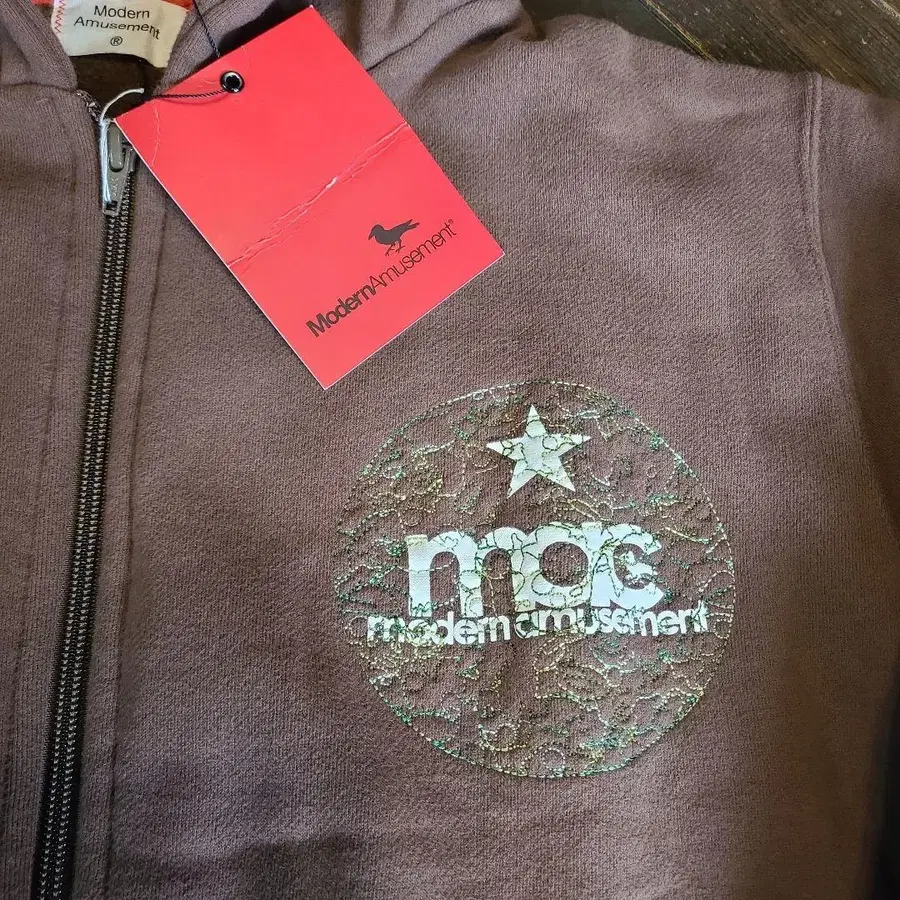 Modern
Amusement
®
ModernAmusement®
mac
modern amusement